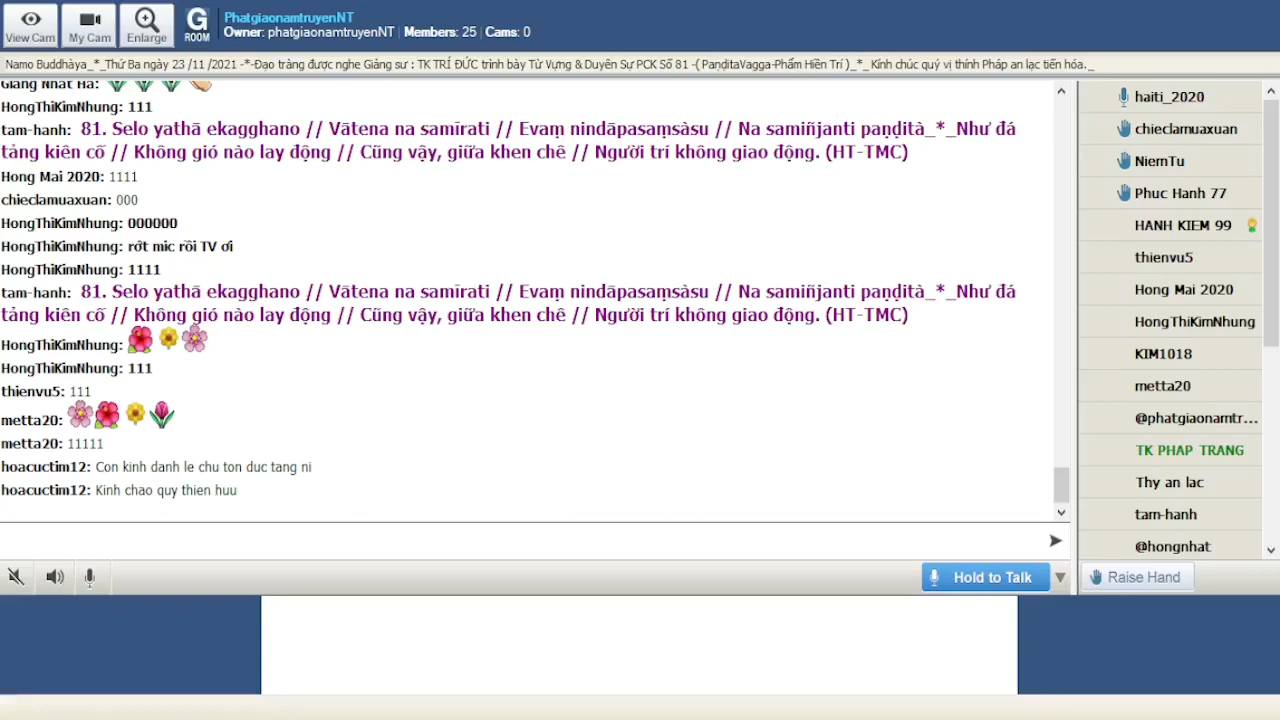 View Cam
My Cam
Enlarge
G
ROOM
PhatgiaonamtruyenNT
Owner: phatgiaonamtruyenNT Members: 25 Cams: 0
Namo Buddhàya_*_Thứ Ba ngày 23 /11 /2021 -*-Đạo tràng được nghe Giảng sư : TK TRÍ ĐỨC trình bày Từ Vựng & Duyên Sự PCK Số 81 -( PaṇḍitaVagga-Phẩm Hiền Trí )_*_ Kính chúc quý vị thính Pháp an lạc tiến hóa._
Giang Nhat Ha:
HongThiKimNhung: 111
tam-hanh: 81. Selo yathā ekagghano // Vātena na samīrati // Evaṃ nindāpasaṃsàsu // Na samiñjanti paṇḍità_*_Như đá
tảng kiên cố // Không gió nào lay động // Cũng vậy, giữa khen chê // Người trí không giao động. (HT-TMC)
Hong Mai 2020: 1111
chieclamuaxuan: 000
HongThiKimNhung: 000000
HongThiKimNhung: rớt mic rồi TV ơi
HongThiKimNhung: 1111
tam-hanh: 81. Selo yathā ekagghano // Vātena na samīrati // Evaṃ nindāpasaṃsàsu // Na samiñjanti paṇḍità_*_Như đá
tảng kiên cố // Không gió nào lay động // Cũng vậy, giữa khen chê // Người trí không giao động. (HT-TMC)
HongThiKimNhung:
HongThiKimNhung: 111
thienvu5: 111
metta20:
metta20: 11111
hoacuctim12: Con kinh danh le chu ton duc tang ni
hoacuctim12: Kinh chao quy thien huu
Hold to Talk
haiti_2020
chieclamuaxuan
NiemTu
Phuc Hanh 77
HANH KIEM 99
thienvu5
Hong Mai 2020
HongThiKimNhung
KIM1018
metta20
@phatgiaonamtr...
TK PHAP TRANG
Thy an lac
tam-hanh
@hongnhat
Raise Hand